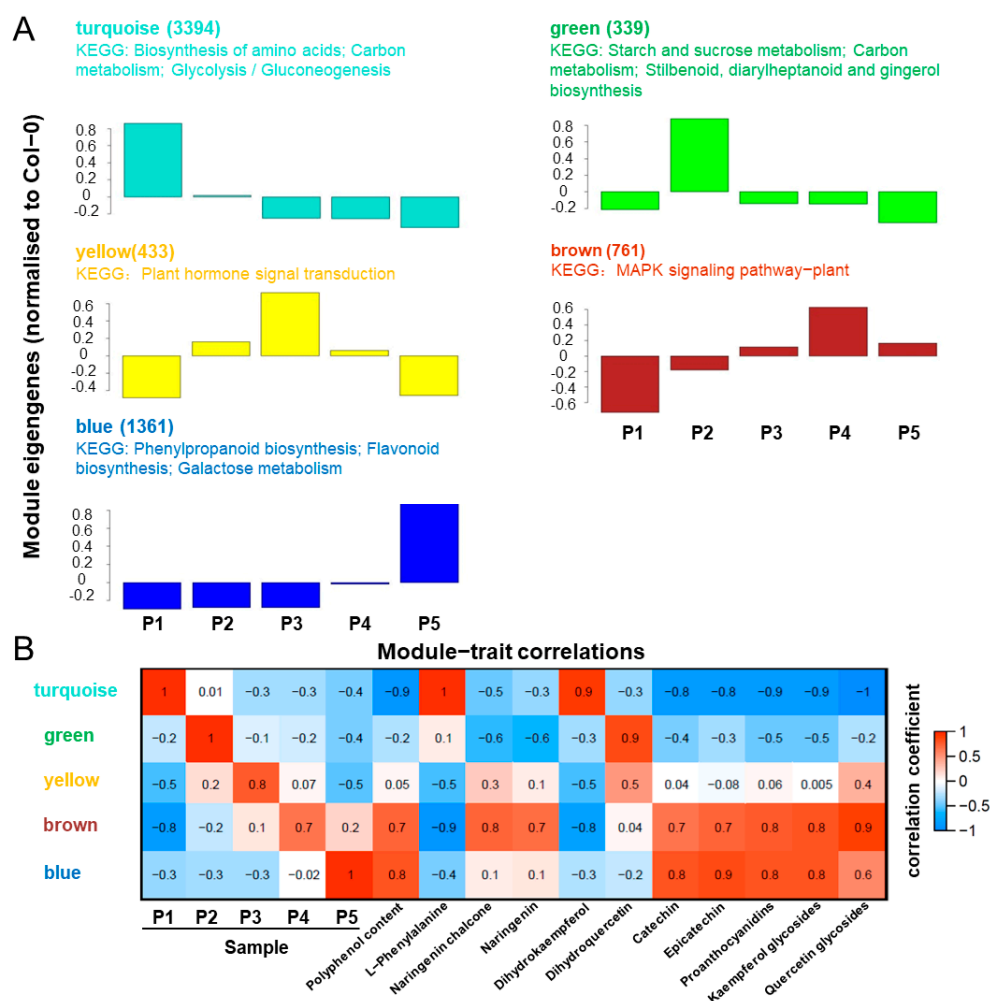 A
turquoise (3394)
KEGG: Biosynthesis of amino acids; Carbon
metabolism; Glycolysis / Gluconeogenesis
green (339)
KEGG: Starch and sucrose metabolism; Carbon
metabolism; Stilbenoid, diarylheptanoid and gingerol
biosynthesis
Module eigengenes (normalised to Col−0)
0.8
0.6
0.4
0.2
0
-0.2
0.8
0.6
0.4
0.2
0
-0.2
yellow(433)
KEGG: Plant hormone signal transduction
brown (761)
KEGG: MAPK signaling pathway−plant
0.6
0.4
0.2
0
-0.2
-0.4
0.6
0.4
0.2
0
-0.2
-0.4
-0.6
P1 P2 P3 P4 P5
blue (1361)
KEGG: Phenylpropanoid biosynthesis; Flavonoid
biosynthesis; Galactose metabolism
0.8
0.6
0.4
0.2
0
-0.2
P1 P2 P3 P4 P5
B
Module−trait correlations
turquoise 1 0.01 −0.3 −0.3 −0.4 −0.9 1 −0.5 −0.3 0.9 −0.3 −0.8 −0.8 −0.9 −0.9 −1
green −0.2 1 −0.1 −0.2 −0.4 −0.2 0.1 −0.6 −0.6 −0.3 0.9 −0.4 −0.3 −0.5 −0.5 −0.2
yellow −0.5 0.2 0.8 0.07 −0.5 0.05 −0.5 0.3 0.1 −0.5 0.5 0.04 −0.08 0.06 0.005 0.4
brown −0.8 −0.2 0.1 0.7 0.2 0.7 −0.9 0.8 0.7 −0.8 0.04 0.7 0.7 0.8 0.8 0.9
blue −0.3 −0.3 −0.3 −0.02 1 0.8 −0.4 0.1 0.1 −0.3 −0.2 0.8 0.9 0.8 0.8 0.6
P1 P2 P3 P4 P5
Sample
Polyphenol content
L−Phenylalanine
Naringenin chalcone
Naringenin
Dihydrokaempferol
Dihydroquercetin
Catechin
Epicatechin
Proanthocyanidins
Kaempferol glycosides
Quercetin glycosides
1
0.5
0
−0.5
−1
correlation coefficient